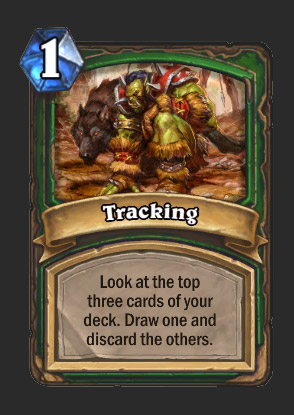 1
Tracking
Look at the top
three cards of your
deck. Draw one and
discard the others.